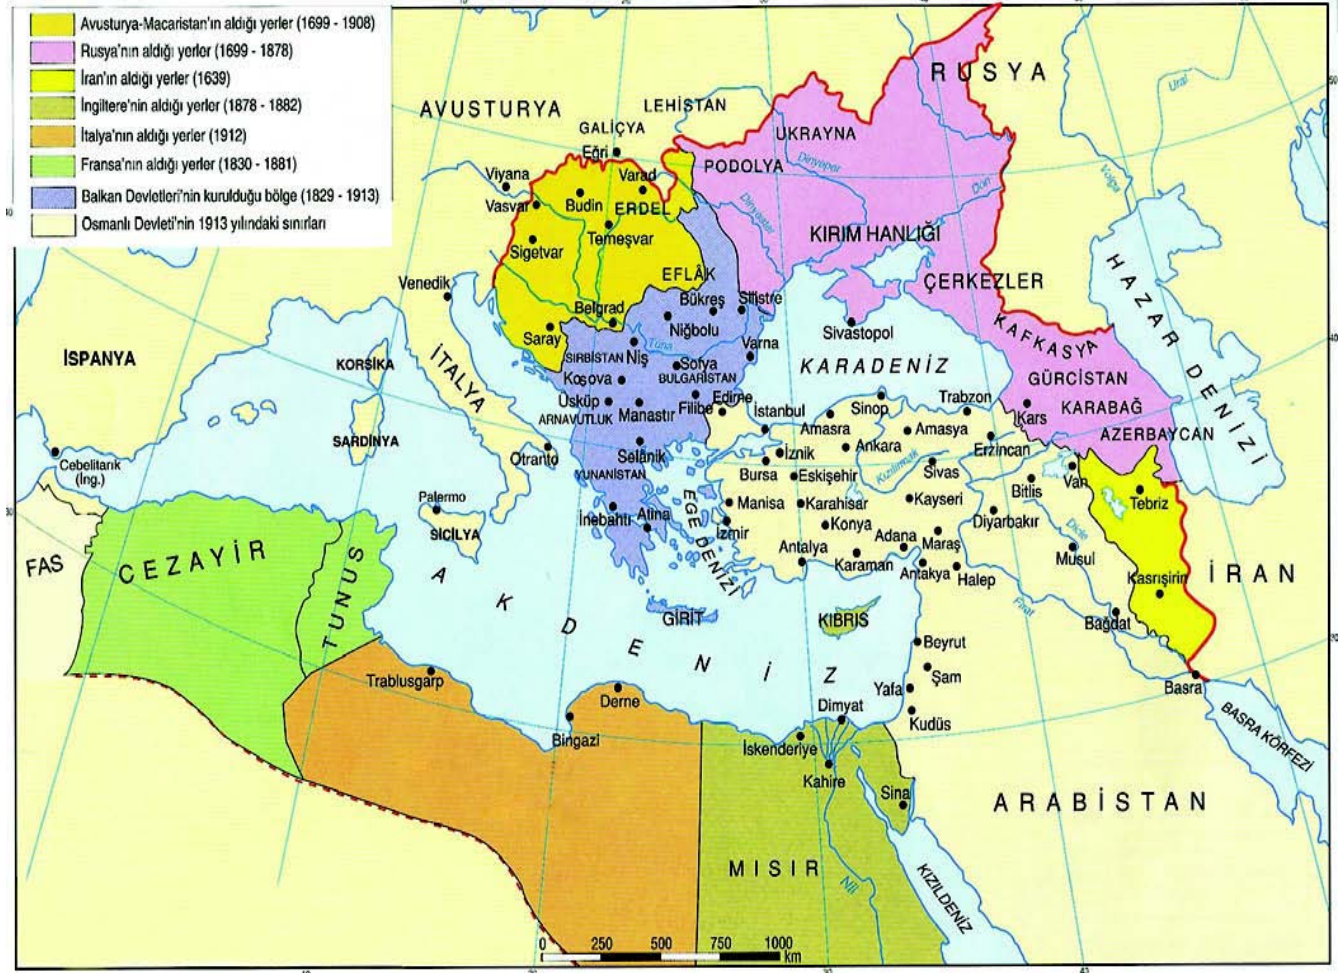 Avusturya-Macaristan'ın aldığı yerler (1699 - 1908)
Rusya'nın aldığı yerler (1699 - 1878)
İran'ın aldığı yerler (1639)
İngiltere'nin aldığı yerler (1878 - 1882)
İtalya'nın aldığı yerler (1912)
Fransa'nın aldığı yerler (1830 - 1881)
Balkan Devletleri'nin kurulduğu bölge (1829 - 1913)
Osmanlı Devleti'nin 1913 yılındaki sınırları
RUSYA
AVUSTURYA
LEHİSTAN
GALİÇYA
Eğri
UKRAYNA
PODOLYA
Dinyeper
Dinyester
Don
Volga
Ural
Viyana
Vasvar
Varad
Budin
ERDEL
Temeşvar
Sigetvar
KIRIM HANLIĞI
ÇERKEZLER
HAZAR DENİZİ
EFLÂK
Venedik
Belgrad
Bükreş
Silistre
Niğbolu
Sivastopol
Saray
SIRBİSTAN
Niş
Tuna
Varna
Sofya
BULGARİSTAN
Koşova
Üsküp
Manastır
Filibe
Edirne
ARNAVUTLUK
Selânik
YUNANİSTAN
İnebahtı
Atina
KAFKASYA
GÜRCİSTAN
KARABAĞ
AZERBAYCAN
Kars
KARADENİZ
İSPANYA
KORSİKA
İTALYA
SARDİNYA
Otranto
Cebelitarık
(İng.)
Palermo
SİCİLYA
İstanbul
Amasra
Sinop
Trabzon
Amasya
Ankara
Erzincan
İznik
Bursa
Eskişehir
Kızılırmak
Sivas
Van
Bitlis
Tebriz
Manisa
Karahisar
Kayseri
İzmir
Konya
Diyarbakır
Adana
Maraş
Antalya
Karaman
Antakya
Halep
Dicle
Musul
EGE DENİZİ
FAS
CEZAYİR
TUNUS
AKDENİZ
GİRİT
KIBRIS
Fırat
Kasrışirin
Bağdat
İRAN
Beyrut
Şam
Yafa
Kudüs
Basra
BASRA KÖRFEZİ
Trablusgarp
Derne
Bingazi
Dimyat
İskenderiye
Kahire
Sina
ARABİSTAN
MISIR
Nil
KIZILDENİZ
0 250 500 750 1000
km